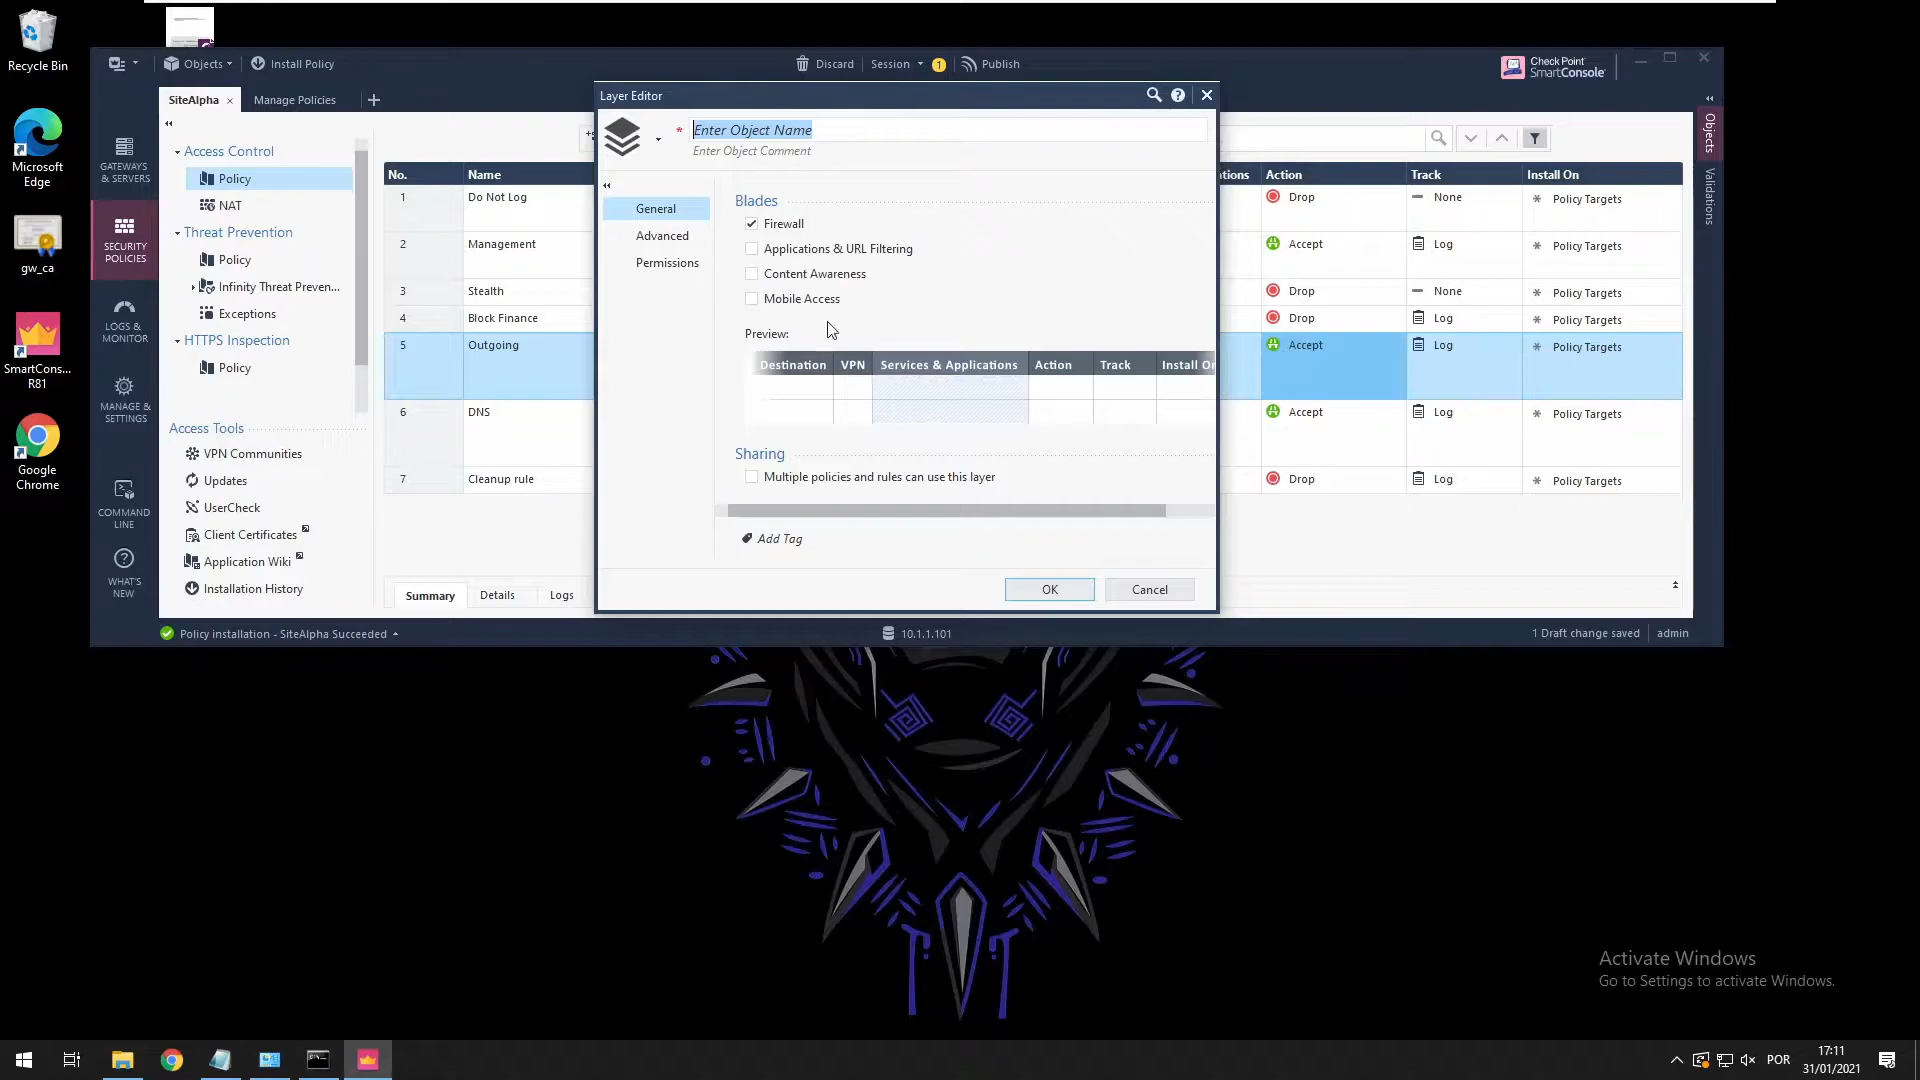 Recycle Bin
Microsoft
Edge
gw_ca
SmartCons...
R81
Google
Chrome
Objects
Install Policy
Discard
Session
1
Publish
Check Point
SmartConsole
SiteAlpha
Manage Policies
GATEWAYS
& SERVERS
SECURITY
POLICIES
LOGS &
MONITOR
MANAGE &
SETTINGS
COMMAND
LINE
WHAT'S
NEW
Access Control
Policy
NAT
Threat Prevention
Policy
Infinity Threat Preven...
Exceptions
HTTPS Inspection
Policy
Access Tools
VPN Communities
Updates
UserCheck
Client Certificates
Application Wiki
Installation History
No. Name
1 Do Not Log
2 Management
3 Stealth
4 Block Finance
5 Outgoing
6 DNS
7 Cleanup rule
Summary Details Logs
Layer Editor
* Enter Object Name
Enter Object Comment
General
Advanced
Permissions
Blades
Firewall
Applications & URL Filtering
Content Awareness
Mobile Access
Preview:
Destination VPN Services & Applications Action Track Install On
Sharing
Multiple policies and rules can use this layer
Add Tag
OK Cancel
tions Action Track Install On
Drop None * Policy Targets
Accept Log * Policy Targets
Drop None * Policy Targets
Drop Log * Policy Targets
Accept Log * Policy Targets
Accept Log * Policy Targets
Drop Log * Policy Targets
Objects
Validations
Policy installation - SiteAlpha Succeeded
10.1.1.101
1 Draft change saved
admin
Activate Windows
Go to Settings to activate Windows.
POR
17:11
31/01/2021